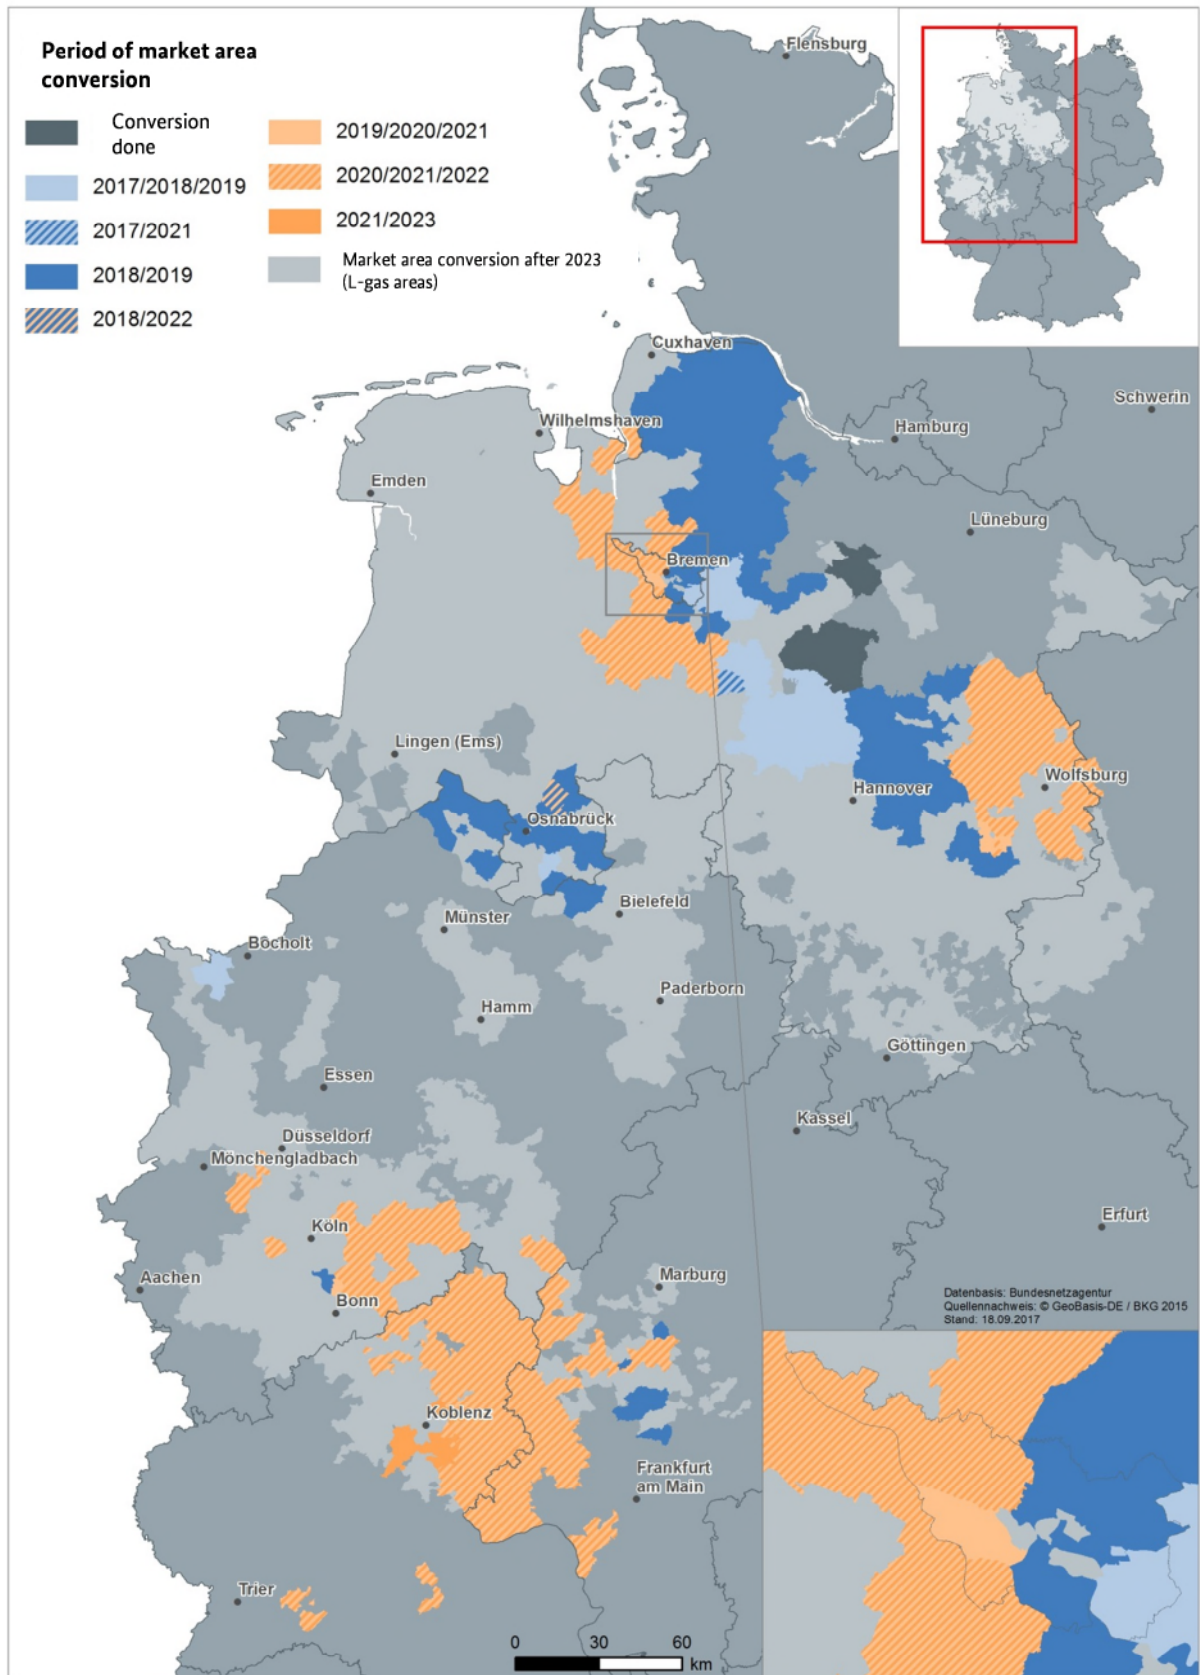 Period of market area
conversion
Conversion
done
2017/2018/2019
2017/2021
2018/2019
2018/2022
2019/2020/2021
2020/2021/2022
2021/2023
Market area conversion after 2023
(L-gas areas)
Flensburg
Cuxhaven
Schwerin
Wilhelmshaven
Hamburg
Emden
Lüneburg
Bremen
Lingen (Ems)
Wolfsburg
Hannover
Osnabrück
Bielefeld
Münster
Bocholt
Paderborn
Hamm
Göttingen
Essen
Kassel
Düsseldorf
Mönchengladbach
Erfurt
Köln
Aachen
Marburg
Bonn
Datenbasis: Bundesnetzagentur
Quellennachweis: © GeoBasis-DE / BKG 2015
Stand: 18.09.2017
Koblenz
Frankfurt
am Main
Trier
0 30 60
km